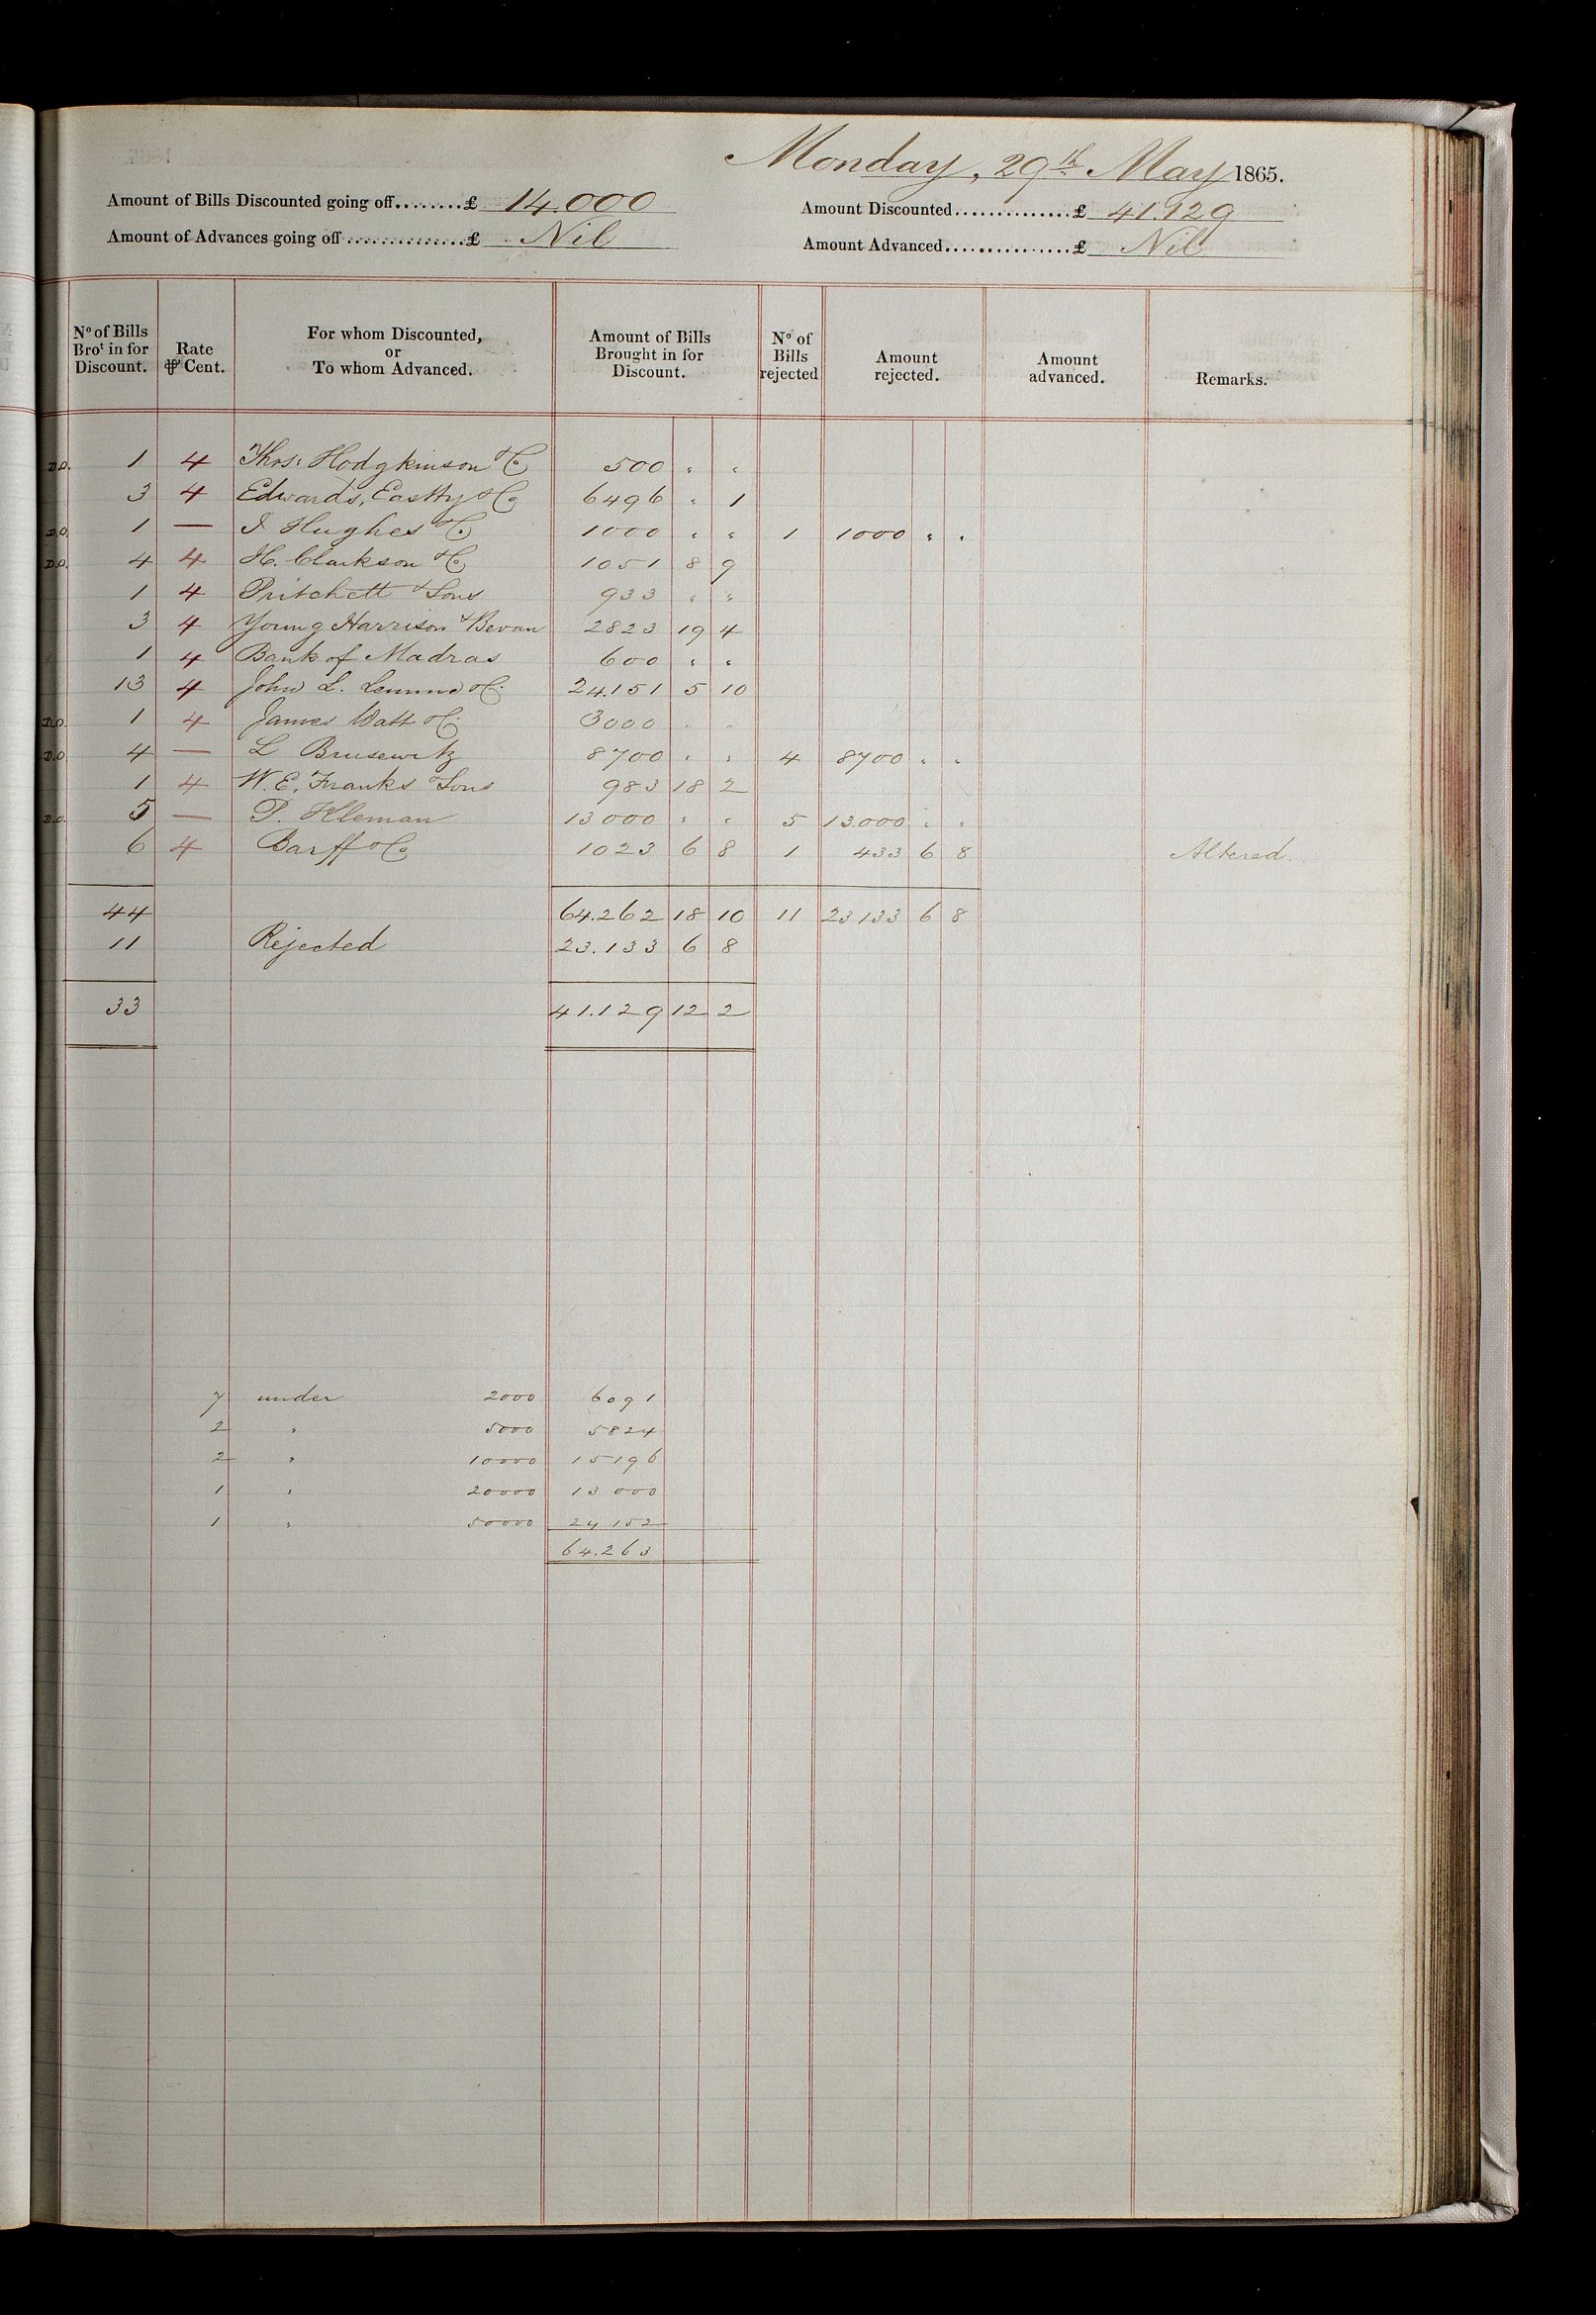 Monday, 29th May 1865.
Amount of Bills Discounted going off........£ 14.000
Amount Discounted..............£ 41.129
Amount of Advances going off...............£ Nil
Amount Advanced...............£ Nil
No of Bills Brot in for Discount. Rate ⅌ Cent. For whom Discounted, or To whom Advanced. Amount of Bills Brought in for Discount. No of Bills rejected Amount rejected. Amount advanced. Remarks.
D.O. 1 4 Thos: Hodgkinson & Co 500 " "
3 4 Edwards, Eastty & Co 6496 " 1
D.O. 1 — I Hughes & Co 1000 " " 1 1000 " "
D.O. 4 4 H. Clarkson & Co 1051 8 9
1 4 Pritchett & Sons 933 " "
3 4 Young Harrison & Bevan 2823 19 4
1 4 Bank of Madras 600 " "
13 4 John L. & Co 24.151 5 10
D.O. 1 4 James Watt & Co 3000 " "
D.O. 4 — L Brusewitz 8700 " " 4 8700 " "
1 4 W. E. Franks & Sons 983 18 2
D.O. 5 — P. Kleman 13000 " " 5 13.000 " "
6 4 Barff & Co 1023 6 8 1 433 6 8 Altered.
44 64.262 18 10 11 23133 6 8
11 Rejected 23.133 6 8
33 41.129 12 2
7 under 2000 6091
2 " 5000 5824
2 " 10000 15196
1 " 20000 13000
1 " 50000 24152
64.263